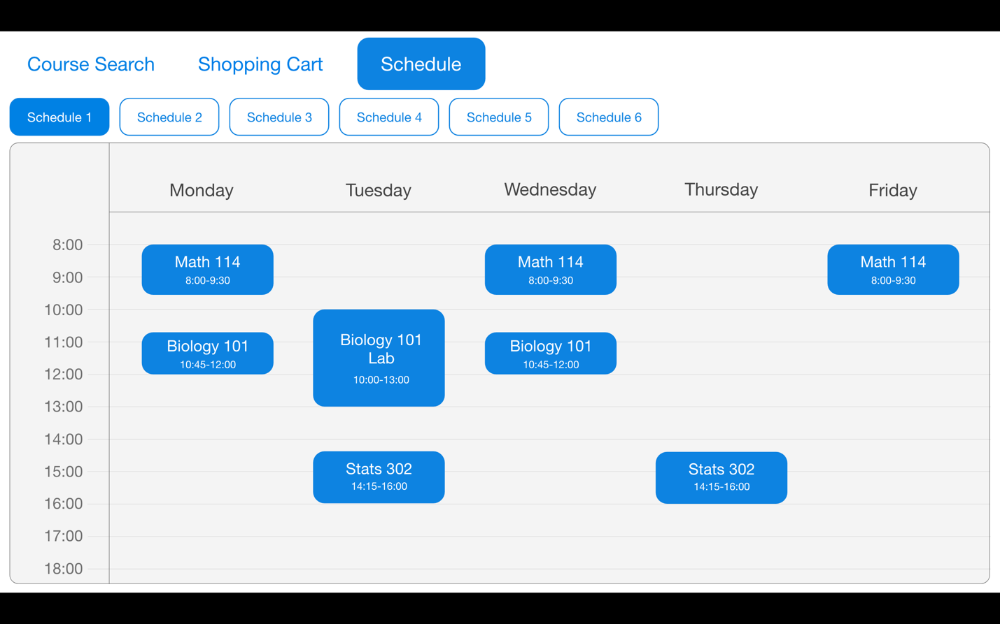 Course Search
Shopping Cart
Schedule
Schedule 1
Schedule 2
Schedule 3
Schedule 4
Schedule 5
Schedule 6
Monday
Tuesday
Wednesday
Thursday
Friday
8:00
9:00
10:00
11:00
12:00
13:00
14:00
15:00
16:00
17:00
18:00
Math 114
8:00-9:30
Biology 101
10:45-12:00
Biology 101
Lab
10:00-13:00
Stats 302
14:15-16:00
Math 114
8:00-9:30
Biology 101
10:45-12:00
Stats 302
14:15-16:00
Math 114
8:00-9:30